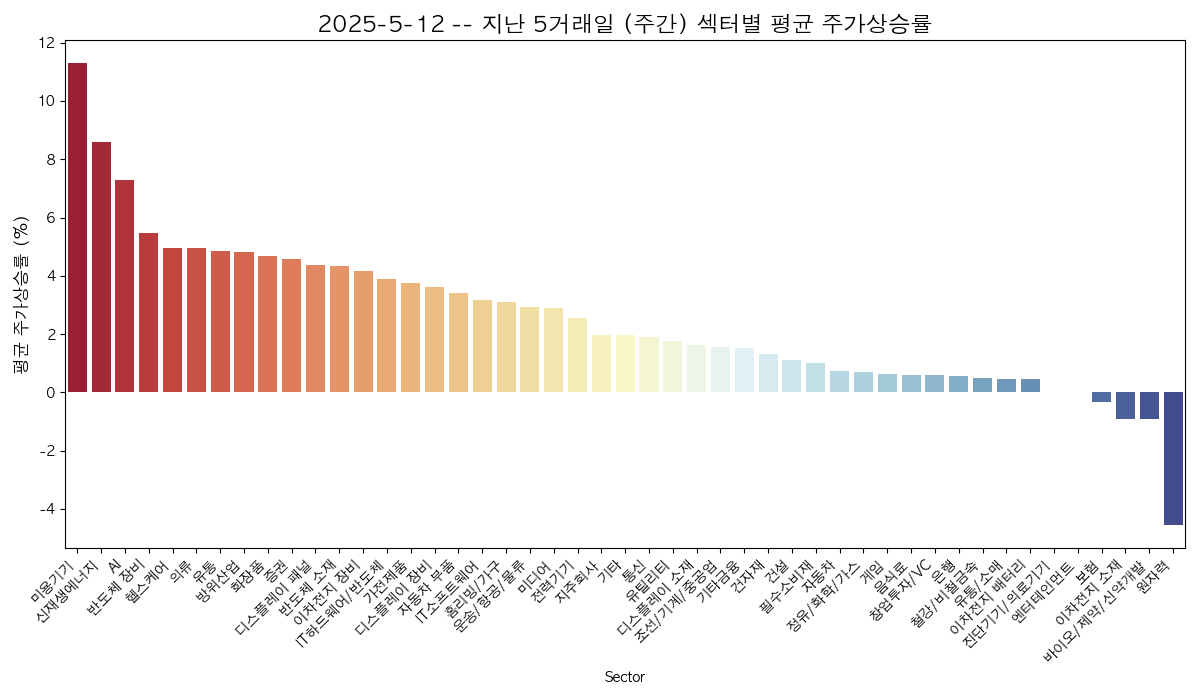 2025-5-12 -- 지난 5거래일 (주간) 섹터별 평균 주가상승률
평균 주가상승률 (%)
12
10
8
6
4
2
0
-2
-4
미용기기
신재생에너지
AI
반도체 장비
헬스케어
의류
유통
방위산업
화장품
증권
디스플레이 패널
반도체 소재
이차전지 장비
IT하드웨어/반도체
가전제품
디스플레이 장비
자동차 부품
IT소프트웨어
홈리빙/가구
운송/항공/물류
미디어
전력기기
지주회사
기타
통신
유틸리티
디스플레이 소재
조선/기계/중공업
기타금융
건자재
건설
필수소비재
자동차
정유/화학/가스
게임
음식료
창업투자/VC
은행
철강/비철금속
유통/소매
이차전지 배터리
진단기기/의료기기
엔터테인먼트
보험
이차전지 소재
바이오/제약/신약개발
원자력
Sector